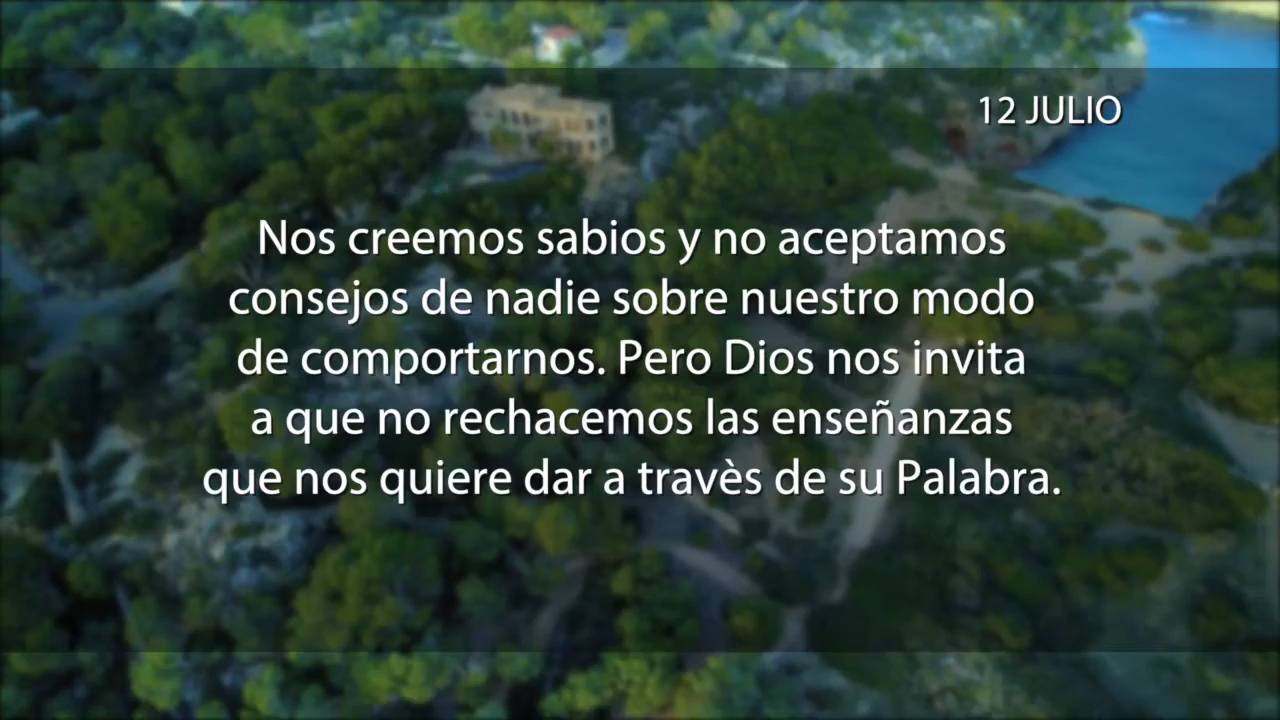 12 JULIO
Nos creemos sabios y no aceptamos
consejos de nadie sobre nuestro modo
de comportarnos. Pero Dios nos invita
a que no rechacemos las enseñanzas
que nos quiere dar a travès de su Palabra.